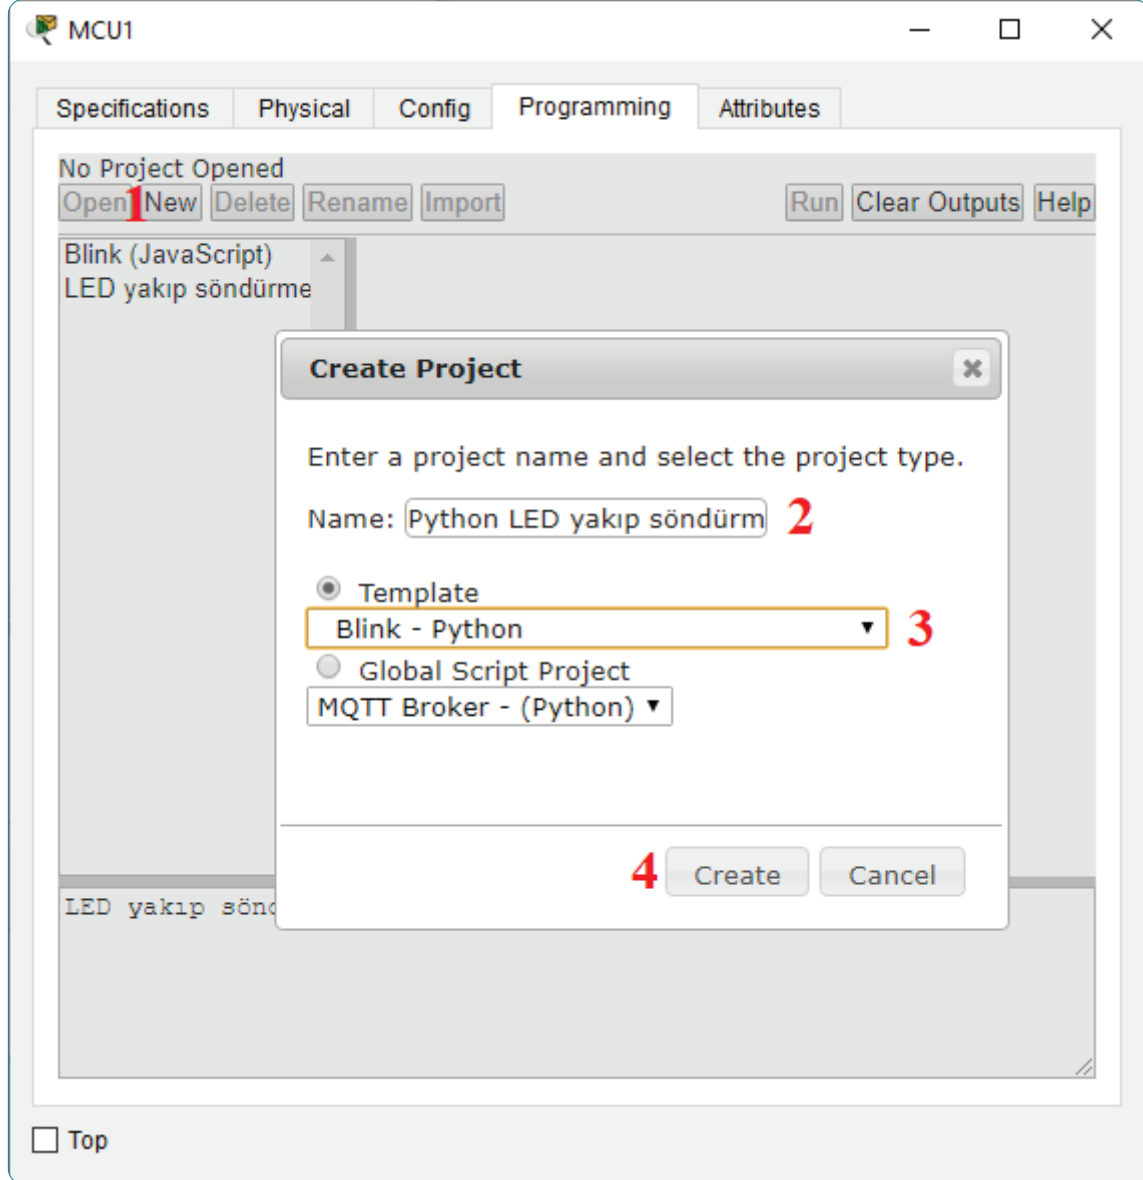 MCU1
Specifications Physical Config Programming Attributes
No Project Opened
Open 1 New Delete Rename Import Run Clear Outputs Help
Blink (JavaScript)
LED yakıp söndürme
Create Project
Enter a project name and select the project type.
Name: Python LED yakıp söndürm 2
Template
Blink - Python 3
Global Script Project
MQTT Broker - (Python)
4 Create Cancel
LED yakıp sönd
Top